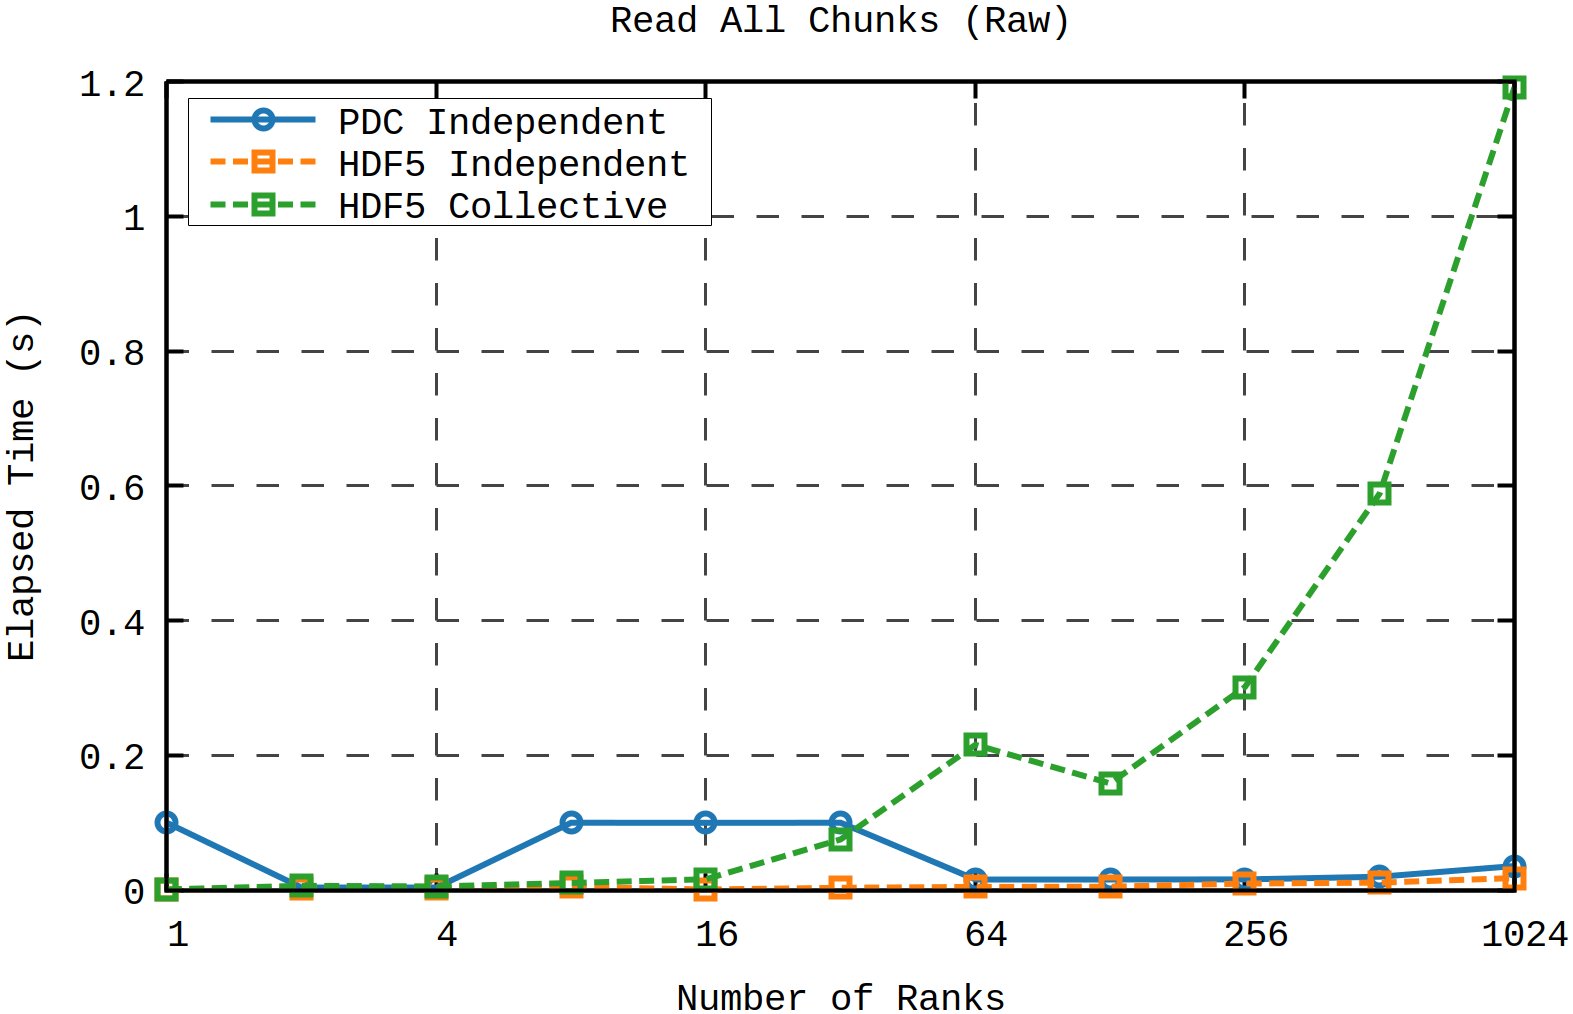 Read All Chunks (Raw)
1.2
1
0.8
0.6
0.4
0.2
0
Elapsed Time (s)
PDC Independent
HDF5 Independent
HDF5 Collective
1 4 16 64 256 1024
Number of Ranks